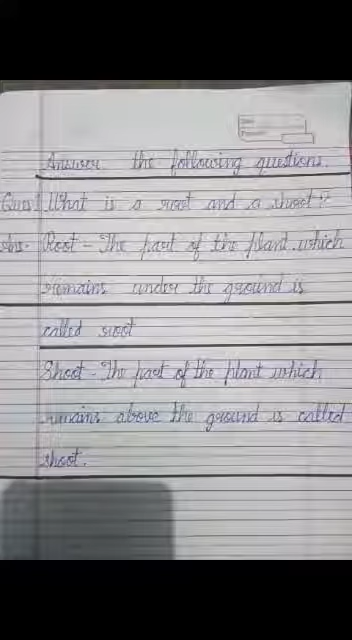 Answer the following questions.
Ques1 What is a root and a shoot?
Ans- Root - The part of the plant which
remains under the ground is
called root
Shoot - The part of the plant which
remains above the ground is called
shoot.